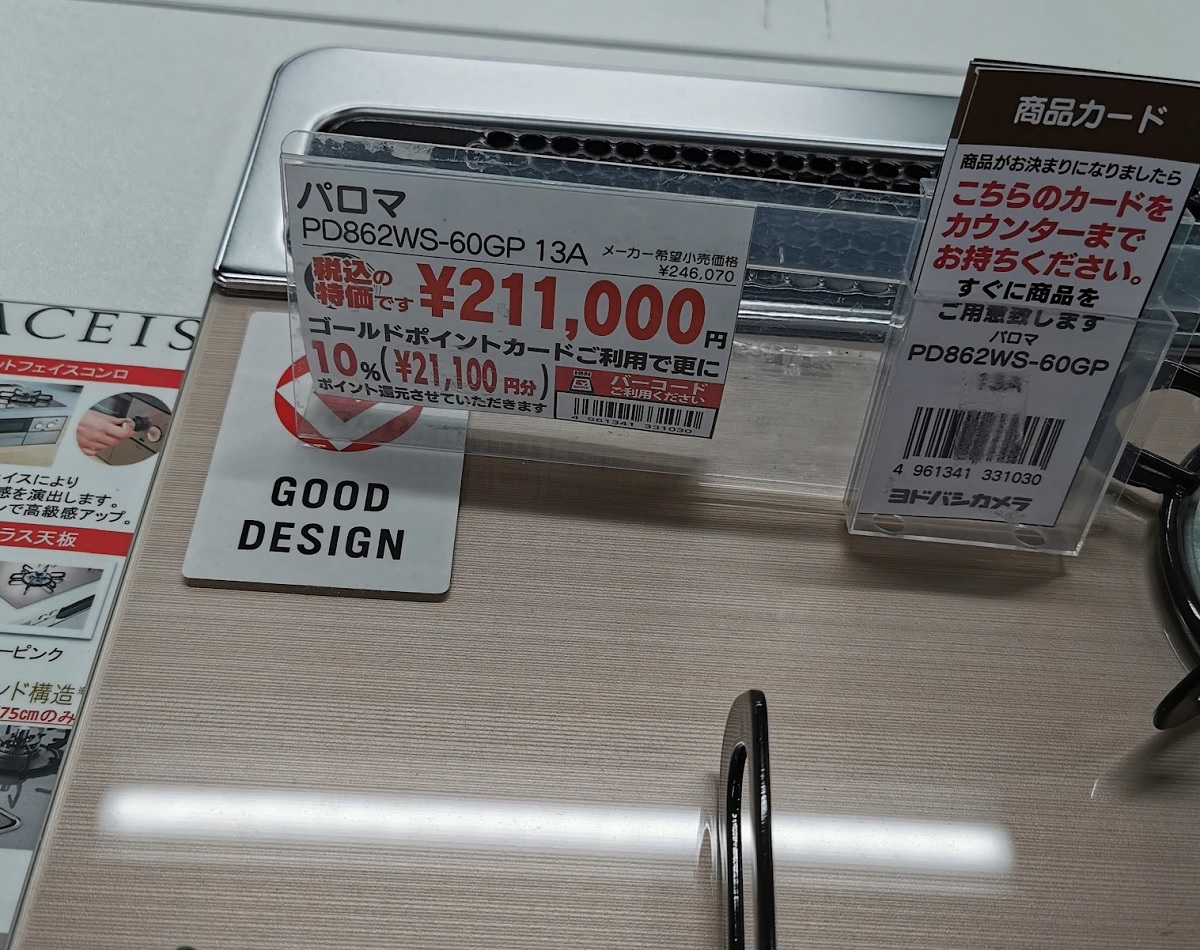 パロマ
PD862WS-60GP 13A
メーカー希望小売価格
¥246,070
税込の
特価です
¥211,000円
ゴールドポイントカードご利用で更に
10%(¥21,100円分)
ポイント還元させていただきます
バーコード
ご利用ください
4 961341 331030
商品カード
商品がお決まりになりましたら
こちらのカードを
カウンターまで
お持ちください。
すぐに商品を
ご用意致します
パロマ
PD862WS-60GP
13A
4 961341 331030
ヨドバシカメラ
GOOD
DESIGN
ACEIS
ットフェイスコンロ
イスにより
感を演出します。
ンで高級感アップ。
ラス天板
ーピンク
ンド構造*
75cmのみ